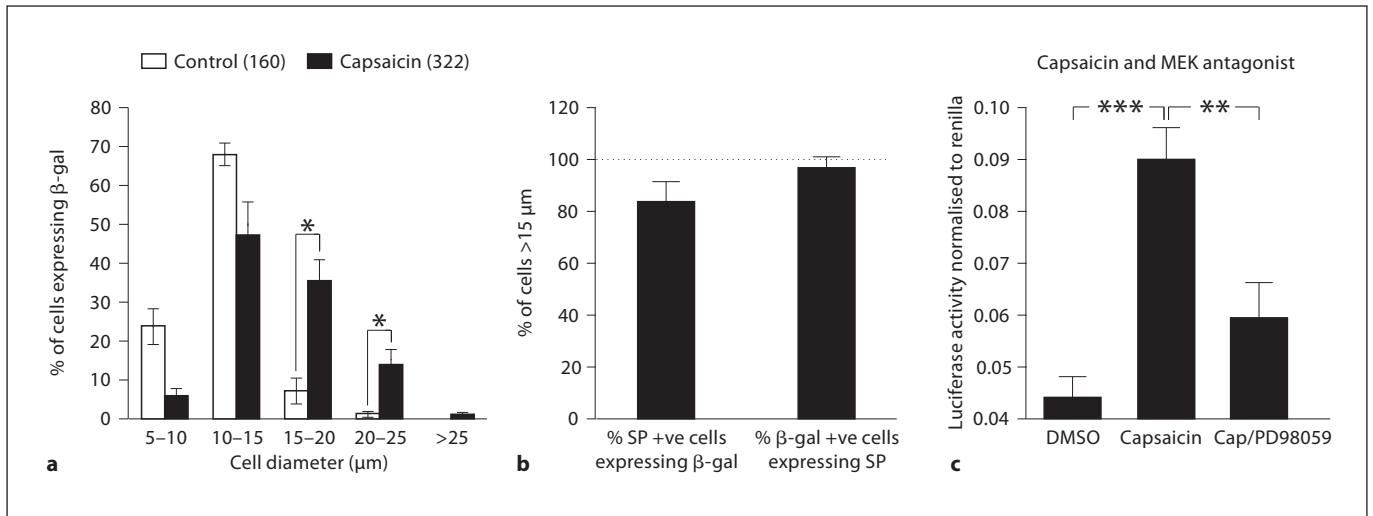 Control (160) Capsaicin (322)
% of cells expressing β-gal
80
70
60
50
40
30
20
10
0
*
*
5–10 10–15 15–20 20–25 >25
Cell diameter (µm)
a
% of cells >15 µm
120
100
80
60
40
20
0
% SP +ve cells
expressing β-gal
% β-gal +ve cells
expressing SP
b
Capsaicin and MEK antagonist
Luciferase activity normalised to renilla
0.10
0.09
0.08
0.07
0.06
0.05
0.04
*** **
DMSO Capsaicin Cap/PD98059
c